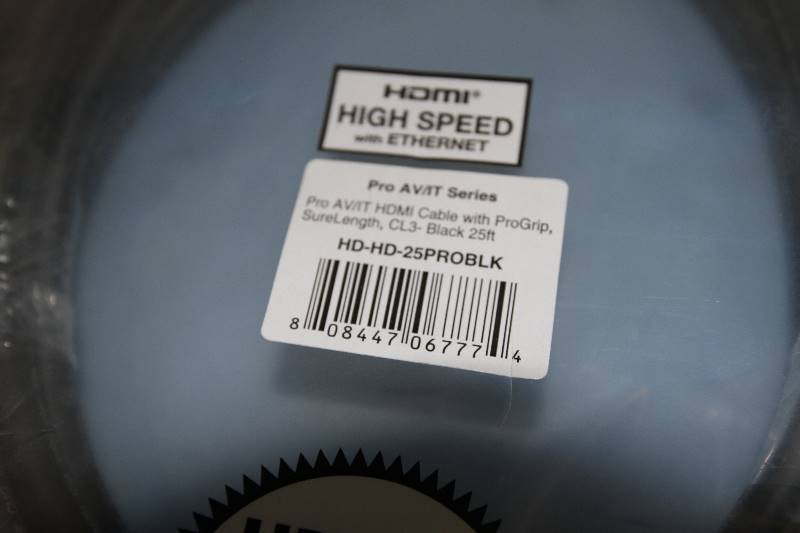 HDMI®
HIGH SPEED
with ETHERNET
Pro AV/IT Series
Pro AV/IT HDMI Cable with ProGrip,
SureLength, CL3- Black 25ft
HD-HD-25PROBLK
8 08447 06777 4